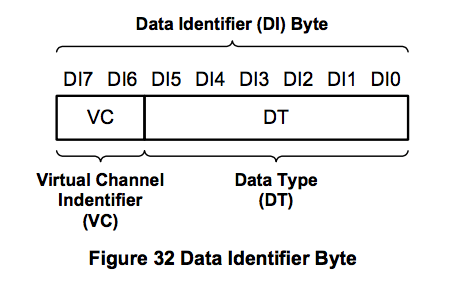 Data Identifier (DI) Byte
DI7 DI6 DI5 DI4 DI3 DI2 DI1 DI0
VC DT
Virtual Channel Data Type
Indentifier (DT)
(VC)
Figure 32 Data Identifier Byte